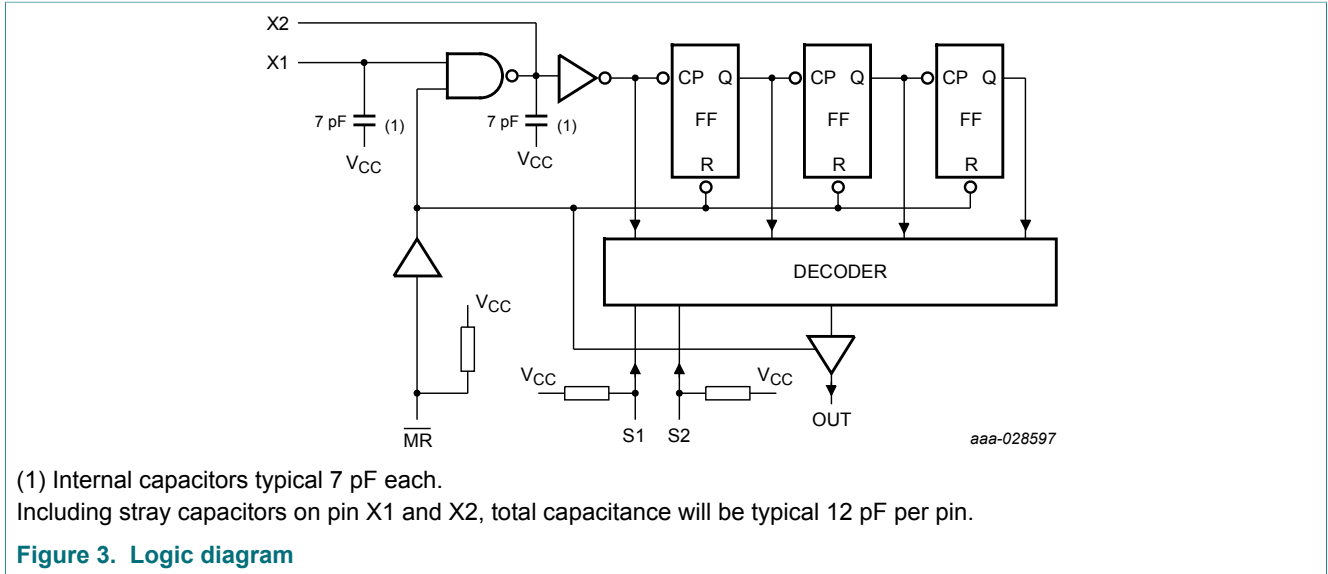 X2
X1
7 pF (1)
VCC
7 pF (1)
VCC
CP Q
FF
R
CP Q
FF
R
CP Q
FF
R
DECODER
VCC
VCC
VCC
MR
S1
S2
OUT
aaa-028597
(1) Internal capacitors typical 7 pF each.
Including stray capacitors on pin X1 and X2, total capacitance will be typical 12 pF per pin.
Figure 3. Logic diagram